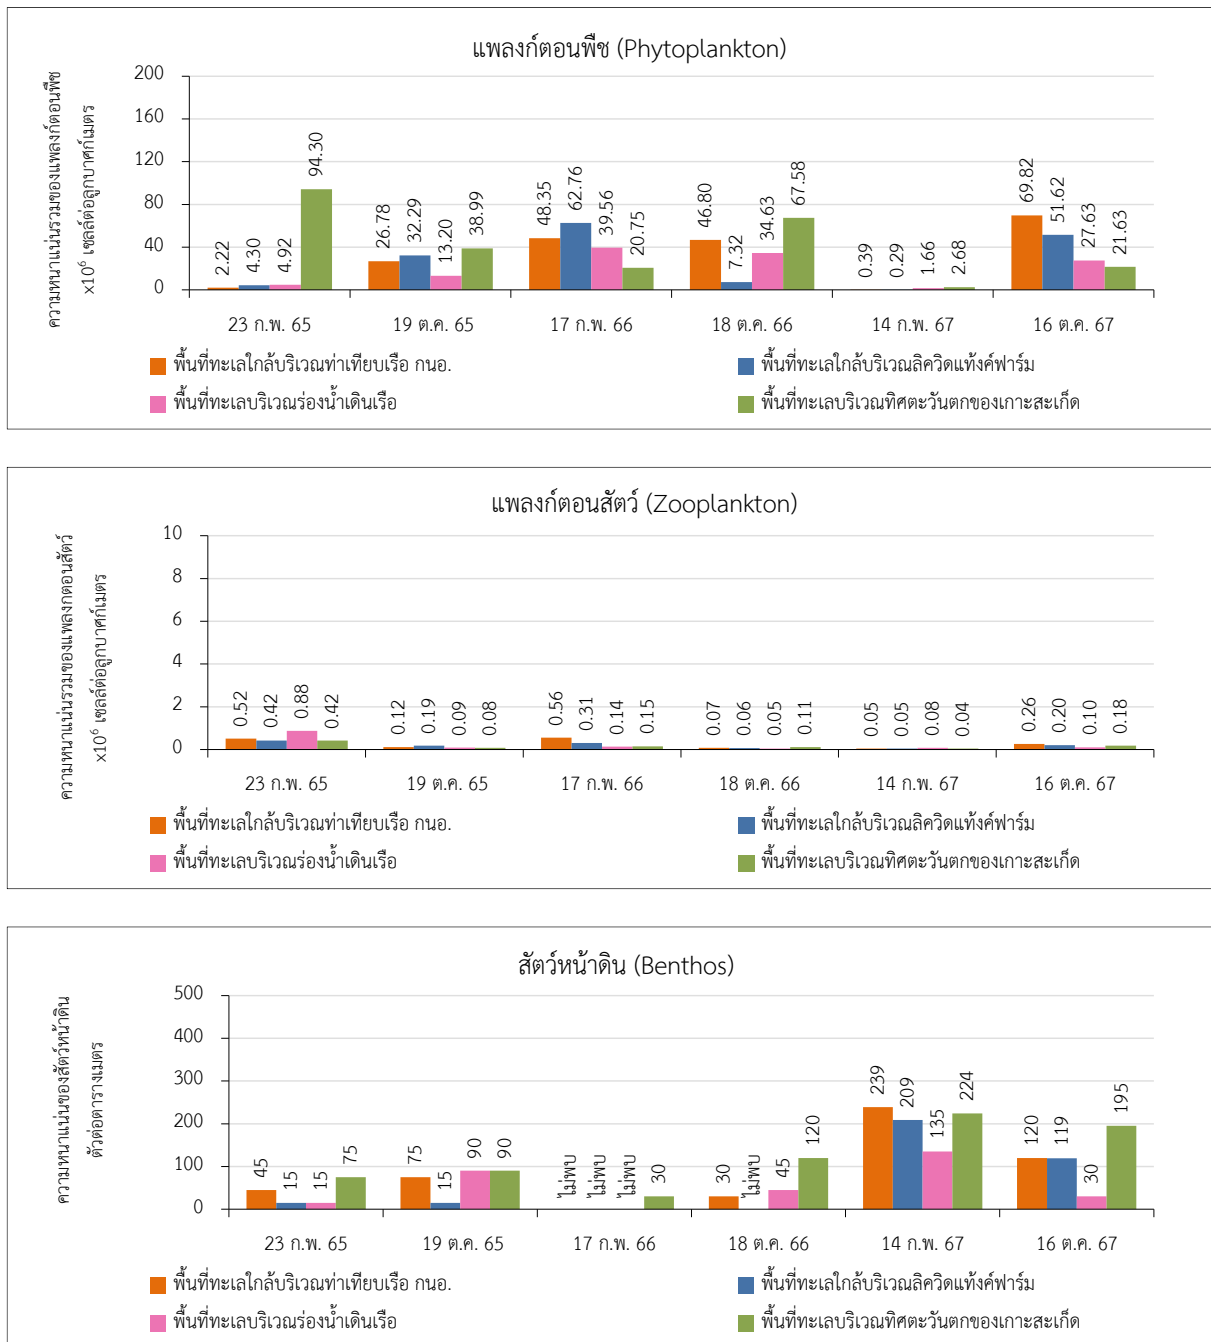 แพลงก์ตอนพืช (Phytoplankton)
ความหนาแน่นรวมของแพลงก์ตอนพืช
x10⁶ เซลล์ต่อลูกบาศก์เมตร
200
160
120
80
40
0
2.22 4.30 4.92 94.30
26.78 32.29 13.20 38.99
48.35 62.76 39.56 20.75
46.80 7.32 34.63 67.58
0.39 0.29 1.66 2.68
69.82 51.62 27.63 21.63
23 ก.พ. 65 19 ต.ค. 65 17 ก.พ. 66 18 ต.ค. 66 14 ก.พ. 67 16 ต.ค. 67
พื้นที่ทะเลใกล้บริเวณท่าเทียบเรือ กนอ. พื้นที่ทะเลใกล้บริเวณลิควิดแท้งค์ฟาร์ม
พื้นที่ทะเลบริเวณร่องน้ำเดินเรือ พื้นที่ทะเลบริเวณทิศตะวันตกของเกาะสะเก็ด
แพลงก์ตอนสัตว์ (Zooplankton)
ความหนาแน่นรวมของแพลงกตอนสัตว์
x10⁶ เซลล์ต่อลูกบาศก์เมตร
10
8
6
4
2
0
0.52 0.42 0.88 0.42
0.12 0.19 0.09 0.08
0.56 0.31 0.14 0.15
0.07 0.06 0.05 0.11
0.05 0.05 0.08 0.04
0.26 0.20 0.10 0.18
23 ก.พ. 65 19 ต.ค. 65 17 ก.พ. 66 18 ต.ค. 66 14 ก.พ. 67 16 ต.ค. 67
พื้นที่ทะเลใกล้บริเวณท่าเทียบเรือ กนอ. พื้นที่ทะเลใกล้บริเวณลิควิดแท้งค์ฟาร์ม
พื้นที่ทะเลบริเวณร่องน้ำเดินเรือ พื้นที่ทะเลบริเวณทิศตะวันตกของเกาะสะเก็ด
สัตว์หน้าดิน (Benthos)
ความหนาแน่นของสัตว์หน้าดิน
ตัวต่อตารางเมตร
500
400
300
200
100
0
45 15 15 75
75 15 90 90
ไม่พบ ไม่พบ ไม่พบ 30
30 ไม่พบ 45 120
239 209 135 224
120 119 30 195
23 ก.พ. 65 19 ต.ค. 65 17 ก.พ. 66 18 ต.ค. 66 14 ก.พ. 67 16 ต.ค. 67
พื้นที่ทะเลใกล้บริเวณท่าเทียบเรือ กนอ. พื้นที่ทะเลใกล้บริเวณลิควิดแท้งค์ฟาร์ม
พื้นที่ทะเลบริเวณร่องน้ำเดินเรือ พื้นที่ทะเลบริเวณทิศตะวันตกของเกาะสะเก็ด